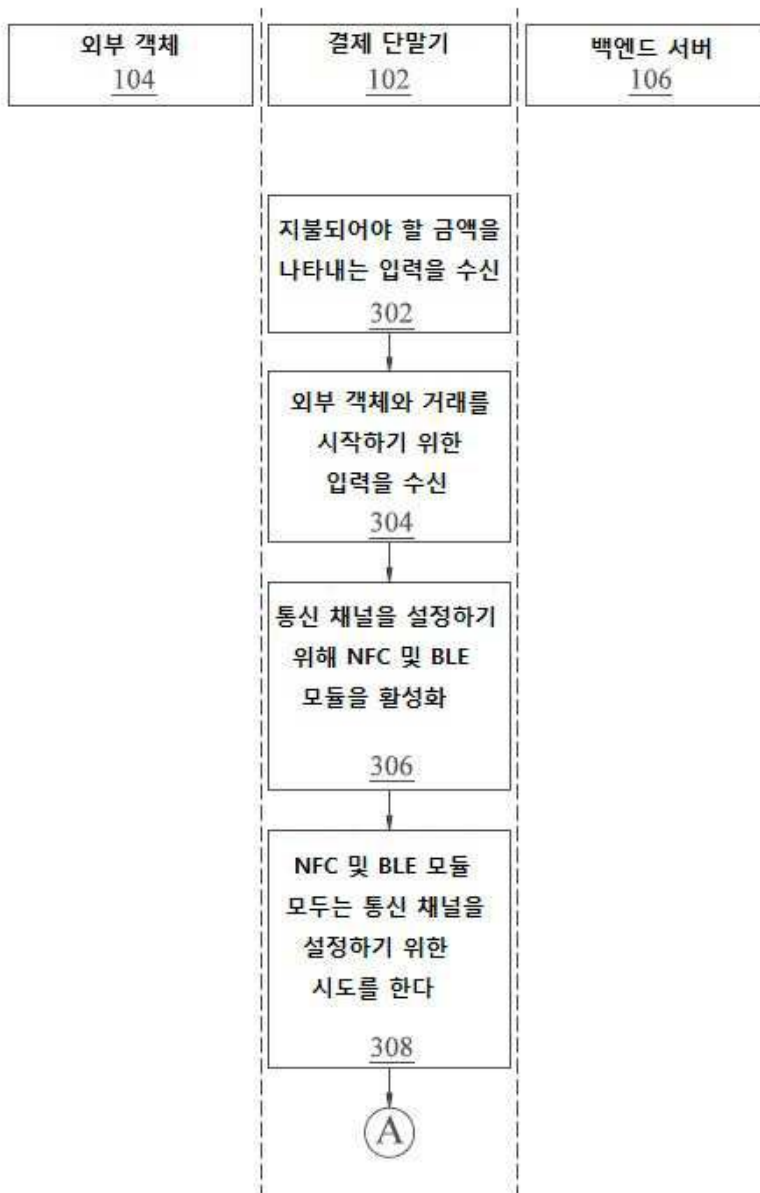 외부 객체
104
결제 단말기
102
백엔드 서버
106
지불되어야 할 금액을
나타내는 입력을 수신
302
외부 객체와 거래를
시작하기 위한
입력을 수신
304
통신 채널을 설정하기
위해 NFC 및 BLE
모듈을 활성화
306
NFC 및 BLE 모듈
모두는 통신 채널을
설정하기 위한
시도를 한다
308
A